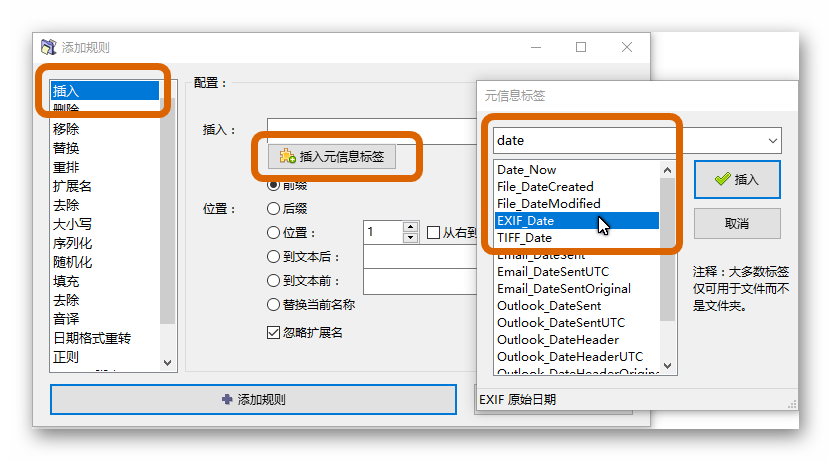 添加规则
插入
删除
移除
替换
重排
扩展名
去除
大小写
序列化
随机化
填充
去除
音译
日期格式重转
正则
配置：
插入：
插入元信息标签
位置：
前缀
后缀
位置：
1
从右到
到文本后：
到文本前：
替换当前名称
忽略扩展名
添加规则
元信息标签
date
Date_Now
File_DateCreated
File_DateModified
EXIF_Date
TIFF_Date
Email_DateSent
Email_DateSentUTC
Email_DateSentOriginal
Outlook_DateSent
Outlook_DateSentUTC
Outlook_DateHeader
Outlook_DateHeaderUTC
Outlook_DateHeaderOrigina
插入
取消
注释：大多数标签
仅可用于文件而不
是文件夹。
EXIF 原始日期